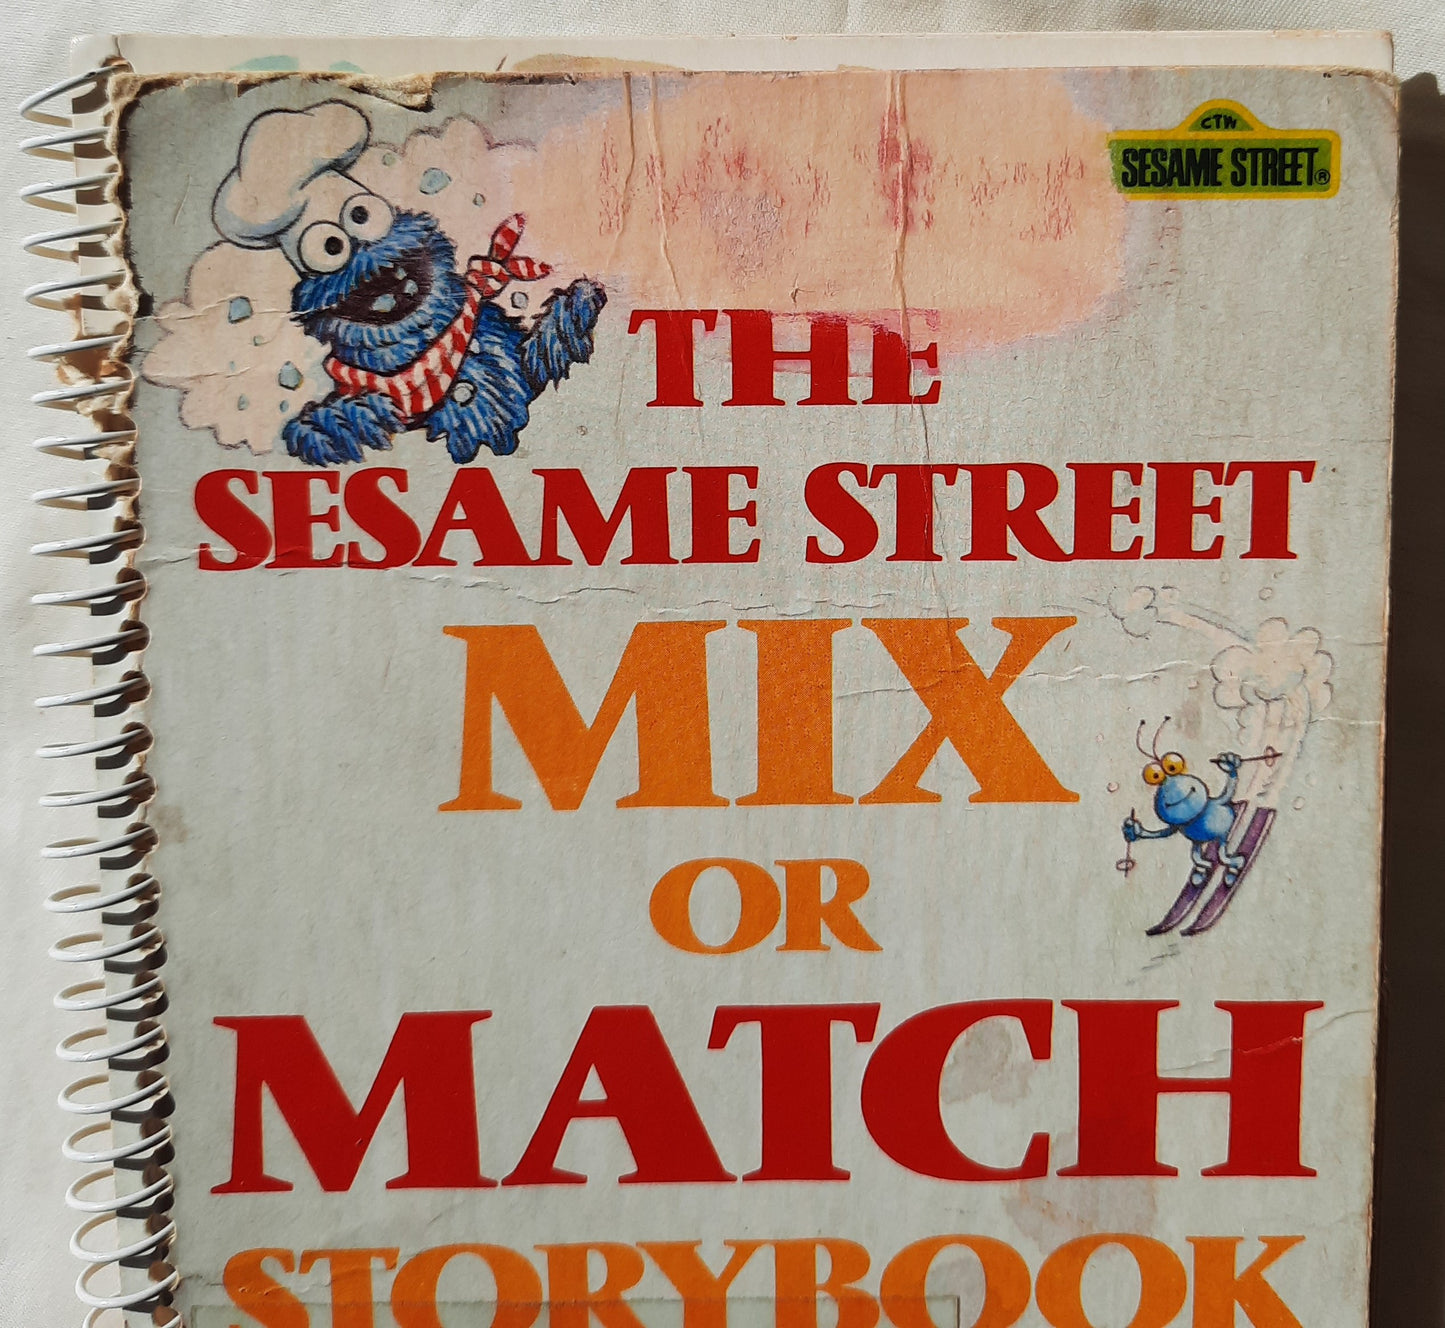 CTW
SESAME STREET®
THE
SESAME STREET
MIX
OR
MATCH
STORYBOOK